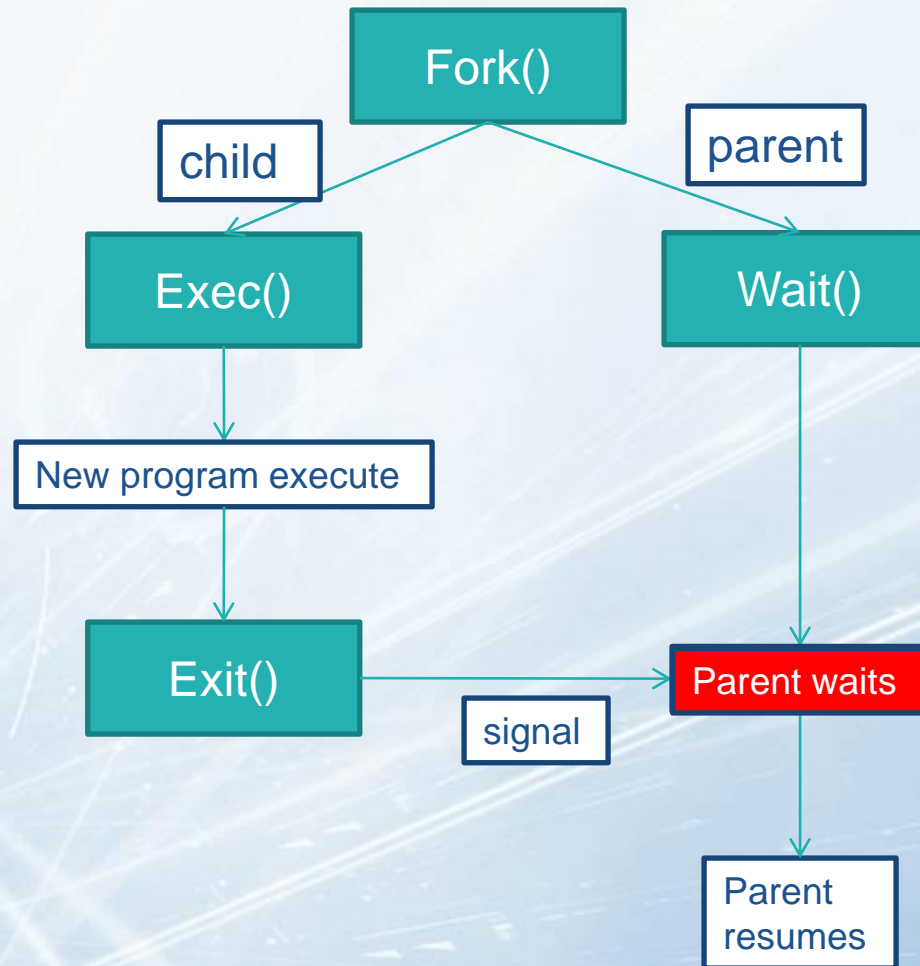 Fork()
child
parent
Exec()
Wait()
New program execute
Exit()
signal
Parent waits
Parent
resumes